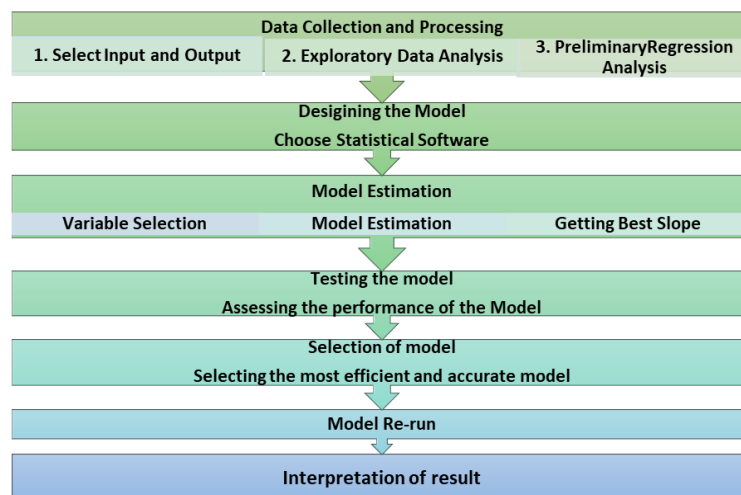 Data Collection and Processing
1. Select Input and Output
2. Exploratory Data Analysis
3. PreliminaryRegression
Analysis
Desigining the Model
Choose Statistical Software
Model Estimation
Variable Selection
Model Estimation
Getting Best Slope
Testing the model
Assessing the performance of the Model
Selection of model
Selecting the most efficient and accurate model
Model Re-run
Interpretation of result